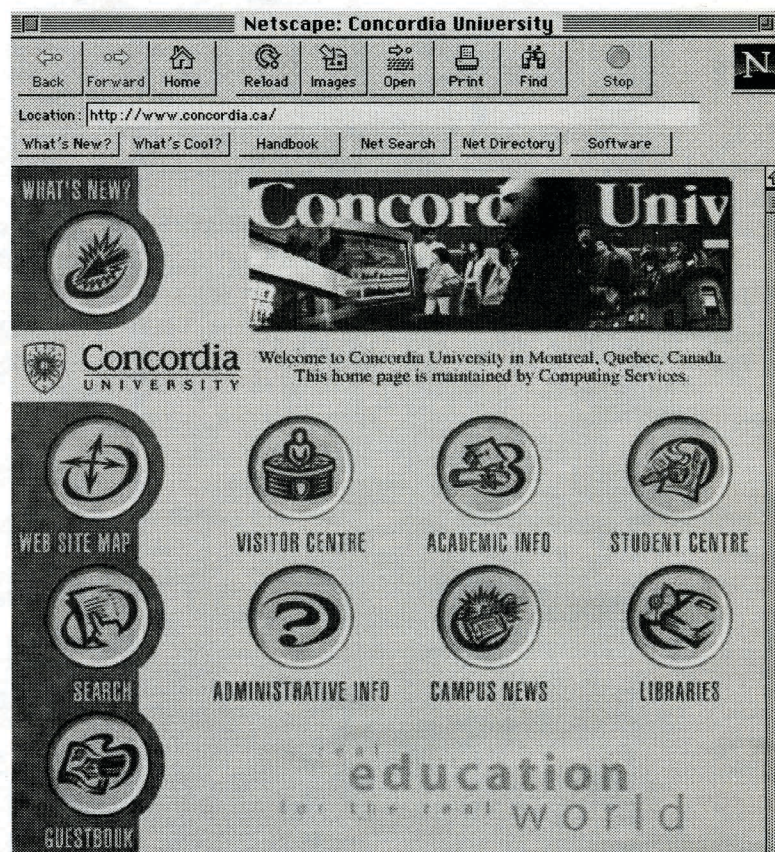 Netscape: Concordia University
Back Forward Home Reload Images Open Print Find Stop
N
Location: http://www.concordia.ca/
What's New? What's Cool? Handbook Net Search Net Directory Software
WHAT'S NEW?
Concord Univ
Concordia
UNIVERSITY
Welcome to Concordia University in Montreal, Quebec, Canada.
This home page is maintained by Computing Services.
WEB SITE MAP VISITOR CENTRE ACADEMIC INFO STUDENT CENTRE
SEARCH ADMINISTRATIVE INFO CAMPUS NEWS LIBRARIES
GUESTBOOK
real
education
for the real world